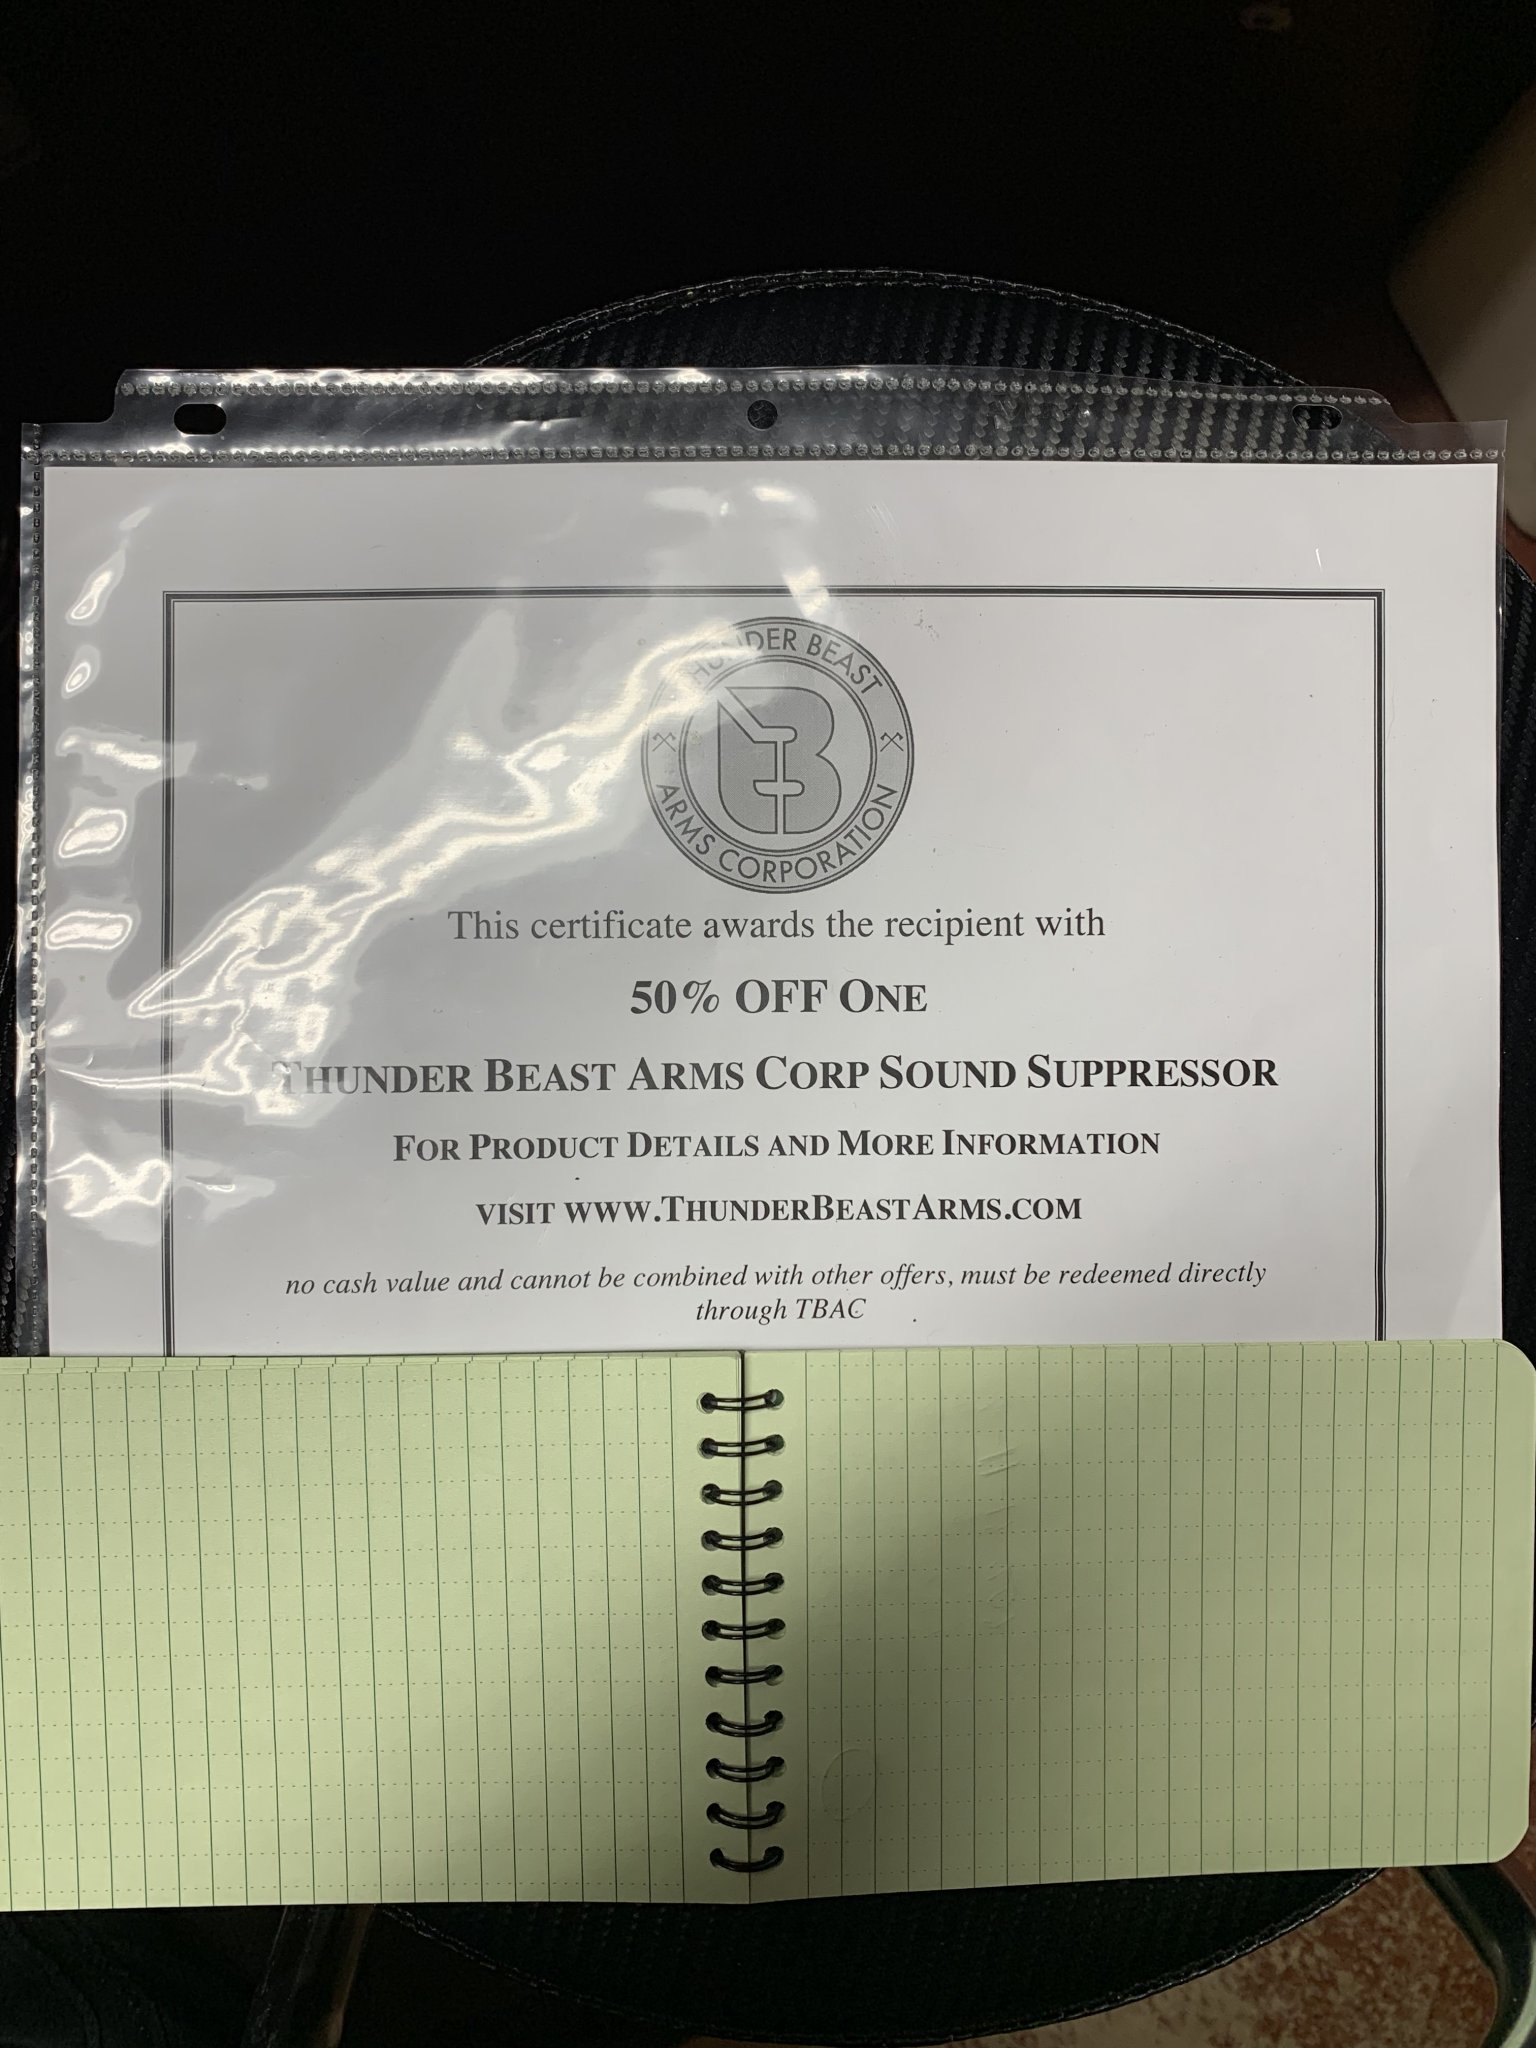 THUNDER BEAST
ARMS CORPORATION
This certificate awards the recipient with
50% OFF ONE
THUNDER BEAST ARMS CORP SOUND SUPPRESSOR
FOR PRODUCT DETAILS AND MORE INFORMATION
VISIT WWW.THUNDERBEASTARMS.COM
no cash value and cannot be combined with other offers, must be redeemed directly
through TBAC